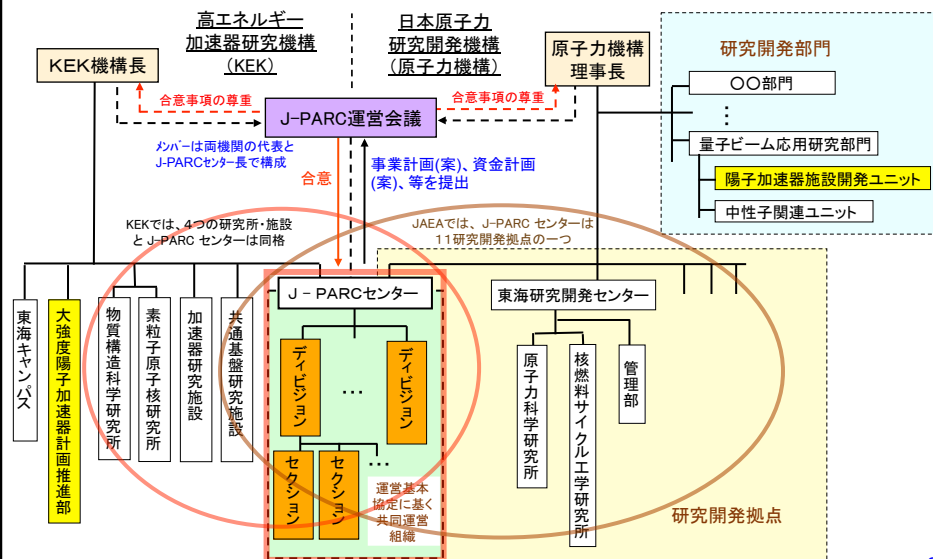 高エネルギー
加速器研究機構
(KEK)
日本原子力
研究開発機構
(原子力機構)
KEK機構長
原子力機構
理事長
研究開発部門
〇〇部門
⋮
量子ビーム応用研究部門
陽子加速器施設開発ユニット
中性子関連ユニット
合意事項の尊重
合意事項の尊重
J-PARC運営会議
メンバーは両機関の代表と
J-PARCセンター長で構成
合意
事業計画(案)、資金計画
(案)、等を提出
KEKでは、4つの研究所・施設
と J-PARC センターは同格
JAEAでは、J-PARC センターは
11研究開発拠点の一つ
J-PARCセンター
東海研究開発センター
東海キャンパス
大強度陽子加速器計画推進部
物質構造科学研究所
素粒子原子核研究所
加速器研究施設
共通基盤研究施設
ディビジョン
…
ディビジョン
セクション
セクション
…
運営基本
協定に基く
共同運営
組織
原子力科学研究所
核燃料サイクル工学研究所
管理部
研究開発拠点